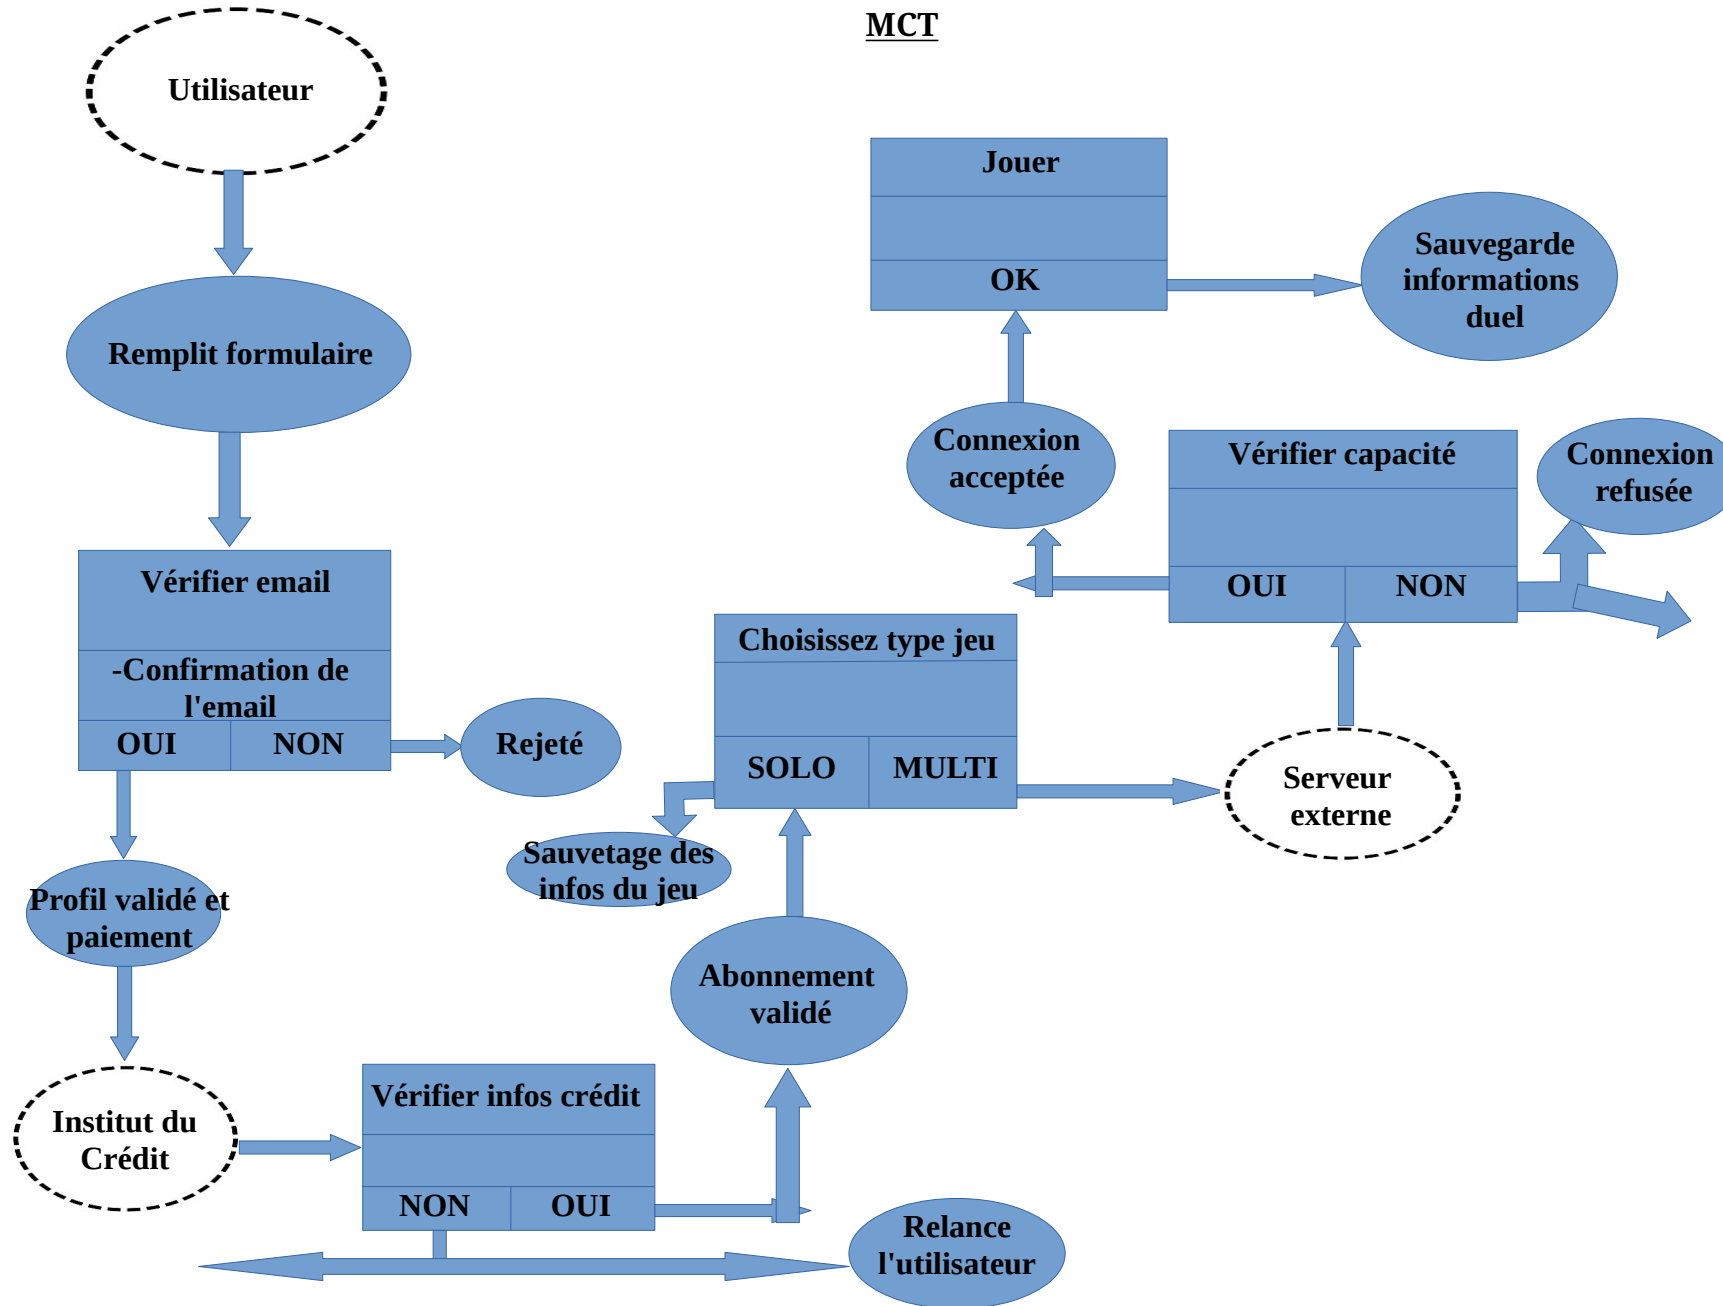 MCT
Utilisateur
Remplit formulaire
Vérifier email
-Confirmation de
l'email
OUI
NON
Rejeté
Profil validé et
paiement
Institut du
Crédit
Vérifier infos crédit
NON
OUI
Relance
l'utilisateur
Abonnement
validé
Choisissez type jeu
SOLO
MULTI
Sauvetage des
infos du jeu
Serveur
externe
Vérifier capacité
OUI
NON
Connexion
refusée
Connexion
acceptée
Jouer
OK
Sauvegarde
informations
duel